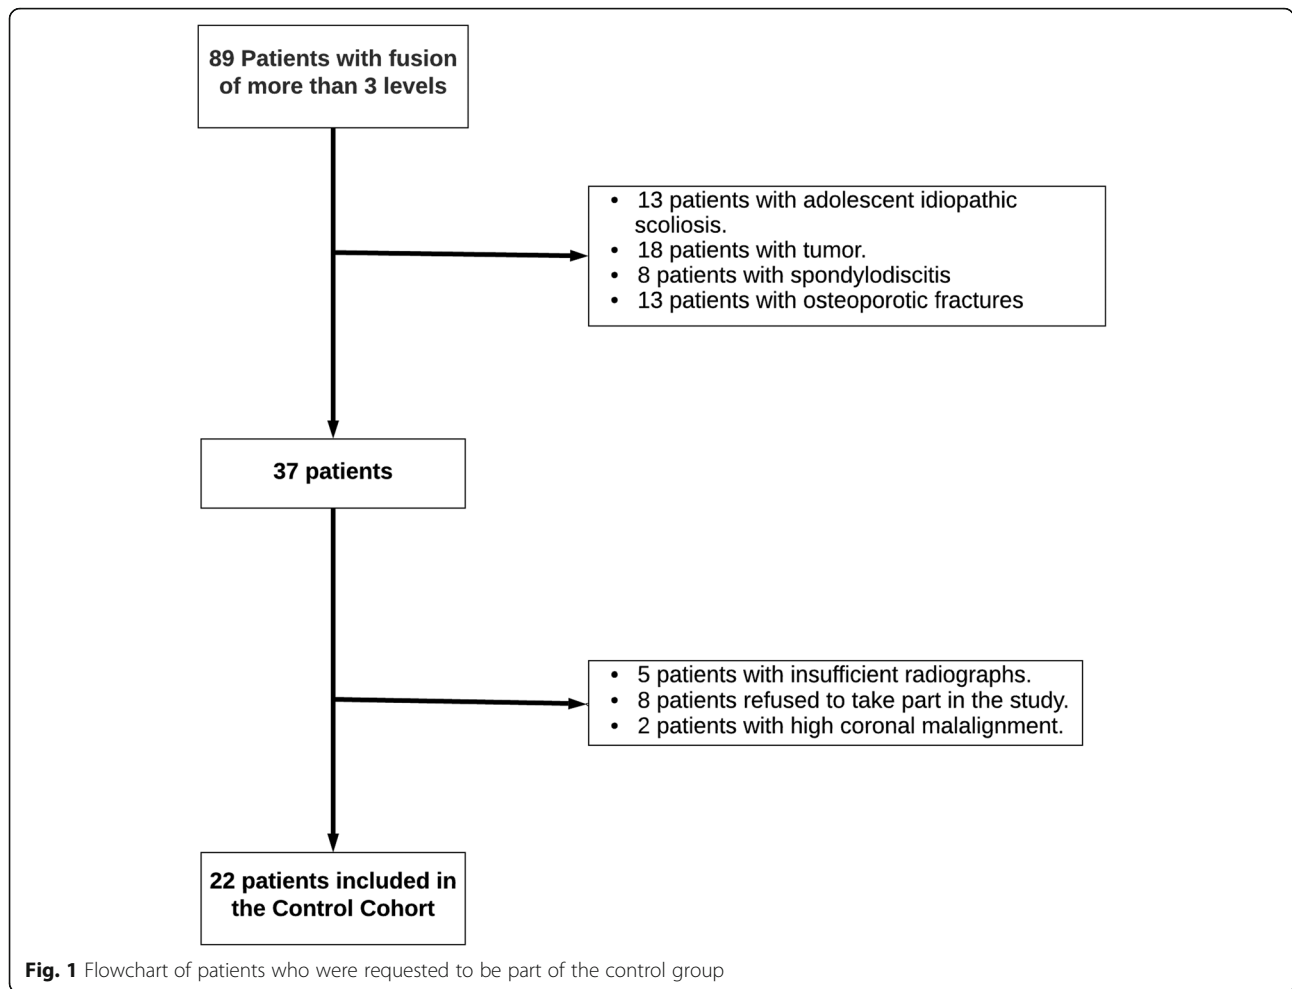 89 Patients with fusion
of more than 3 levels
• 13 patients with adolescent idiopathic
scoliosis.
• 18 patients with tumor.
• 8 patients with spondylodiscitis
• 13 patients with osteoporotic fractures
37 patients
• 5 patients with insufficient radiographs.
• 8 patients refused to take part in the study.
• 2 patients with high coronal malalignment.
22 patients included in
the Control Cohort
Fig. 1 Flowchart of patients who were requested to be part of the control group